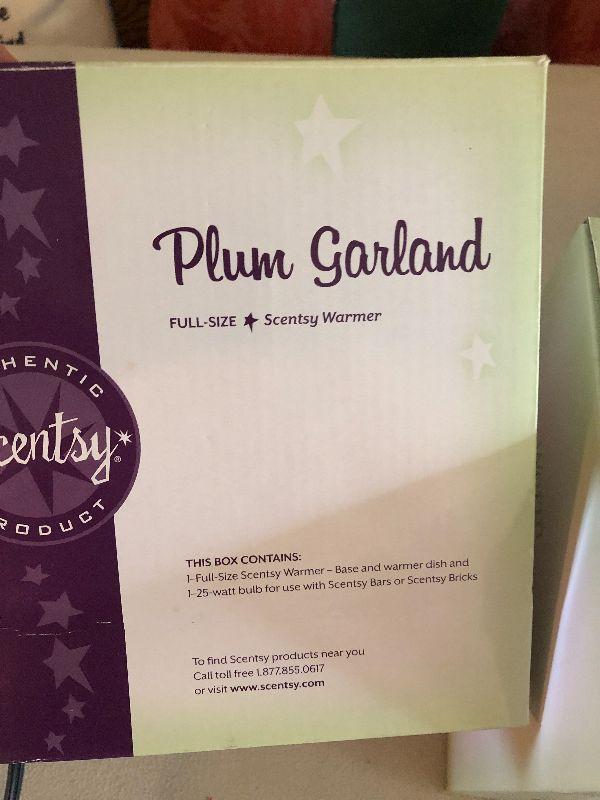 Plum Garland
FULL-SIZE Scentsy Warmer
HENTIC
centsy®
RODUCT
THIS BOX CONTAINS:
1-Full-Size Scentsy Warmer – Base and warmer dish and
1-25-watt bulb for use with Scentsy Bars or Scentsy Bricks
To find Scentsy products near you
Call toll free 1.877.855.0617
or visit www.scentsy.com